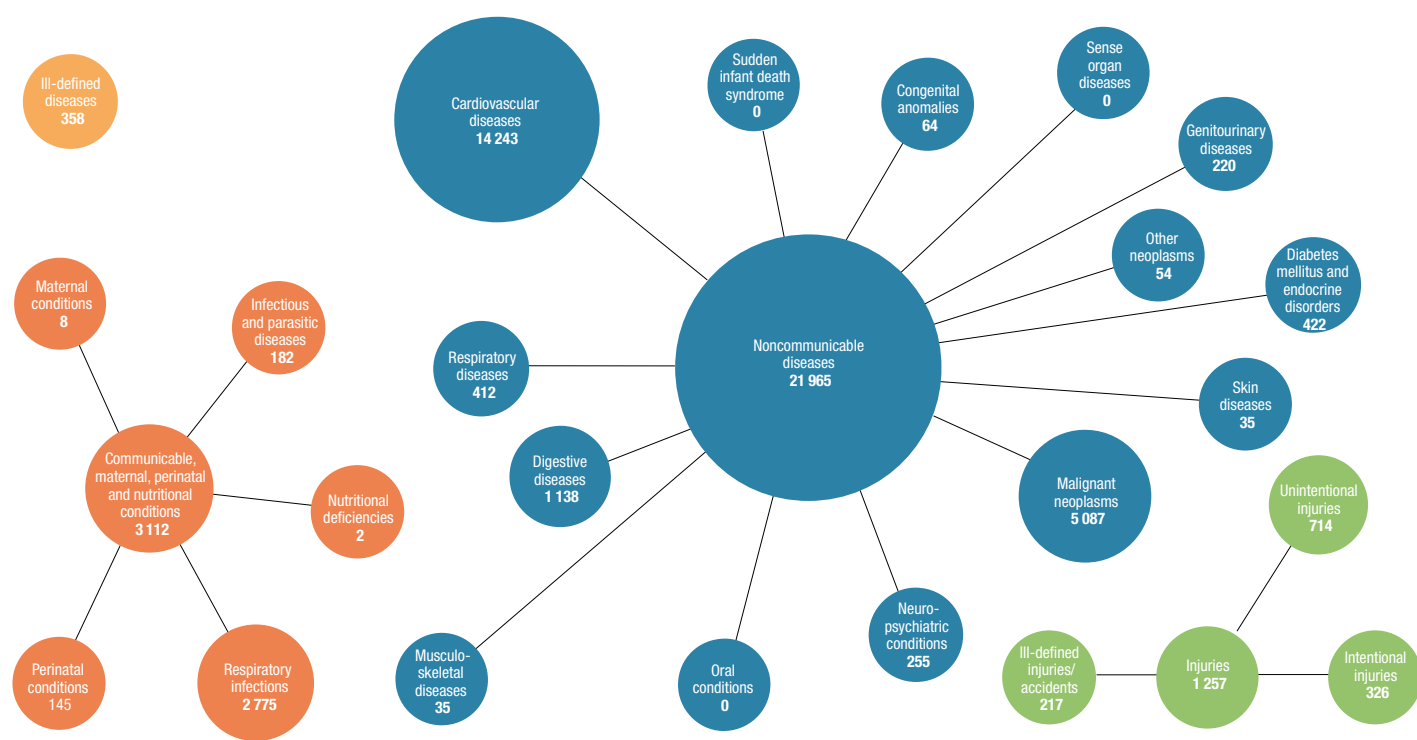 Ill-defined
diseases
358
Cardiovascular
diseases
14 243
Sudden
infant death
syndrome
0
Congenital
anomalies
64
Sense
organ
diseases
0
Genitourinary
diseases
220
Other
neoplasms
54
Diabetes
mellitus and
endocrine
disorders
422
Maternal
conditions
8
Infectious
and parasitic
diseases
182
Respiratory
diseases
412
Noncommunicable
diseases
21 965
Skin
diseases
35
Communicable,
maternal, perinatal
and nutritional
conditions
3 112
Nutritional
deficiencies
2
Digestive
diseases
1 138
Malignant
neoplasms
5 087
Unintentional
injuries
714
Perinatal
conditions
145
Respiratory
infections
2 775
Musculo-
skeletal
diseases
35
Oral
conditions
0
Neuro-
psychiatric
conditions
255
Ill-defined
injuries/
accidents
217
Injuries
1 257
Intentional
injuries
326